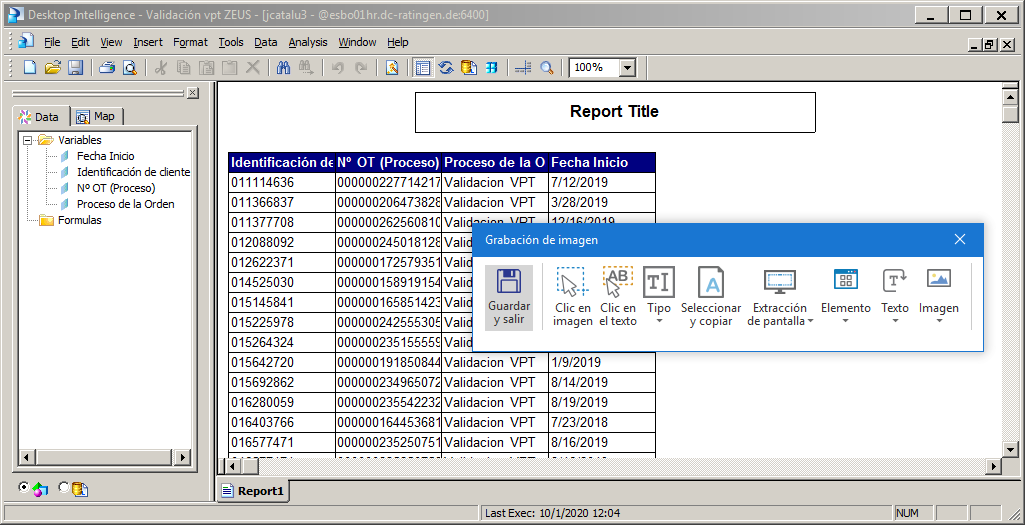 Desktop Intelligence - Validación vpt ZEUS - [jcatalu3 - @esbo01hr.dc-ratingen.de:6400]
File Edit View Insert Format Tools Data Analysis Window Help
100%
Data Map
Variables
Fecha Inicio
Identificación de cliente
Nº OT (Proceso)
Proceso de la Orden
Formulas
Report Title
Identificación de Nº OT (Proceso) Proceso de la O Fecha Inicio
011114636 000000227714217 Validacion VPT 7/12/2019
011366837 000000206473828 Validacion VPT 3/28/2019
011377708 000000262560810 Validacion VPT 12/16/2019
012088092 000000245018128 Valid
012622371 000000172579351 Valid
014525030 000000158919154 Valid
015145841 000000165851423 Valid
015225978 000000242555305 Valid
015264324 000000235155559 Valid
015642720 000000191850844 Validacion VPT 1/9/2019
015692862 000000234965072 Validacion VPT 8/14/2019
016280059 000000235542232 Validacion VPT 8/19/2019
016403766 000000164453681 Validacion VPT 7/23/2018
016577471 000000235250751 Validacion VPT 8/16/2019
Grabación de imagen
Guardar y salir
Clic en imagen
Clic en el texto
Tipo
Seleccionar y copiar
Extracción de pantalla
Elemento
Texto
Imagen
Report1
Last Exec: 10/1/2020 12:04 NUM